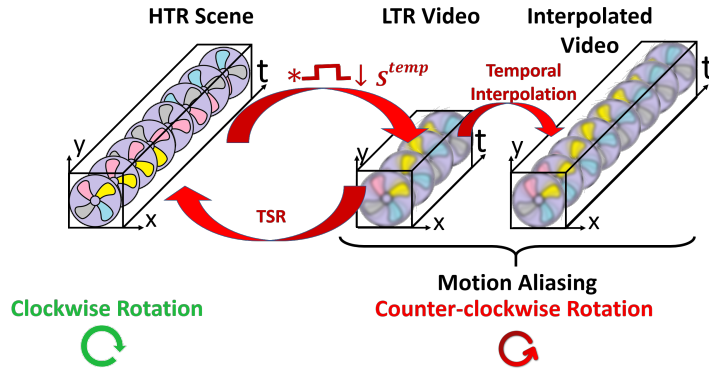 HTR Scene
LTR Video
Interpolated
Video
* ↓ S^temp
Temporal
Interpolation
t
t
t
y
y
y
x
x
x
TSR
Motion Aliasing
Clockwise Rotation
Counter-clockwise Rotation